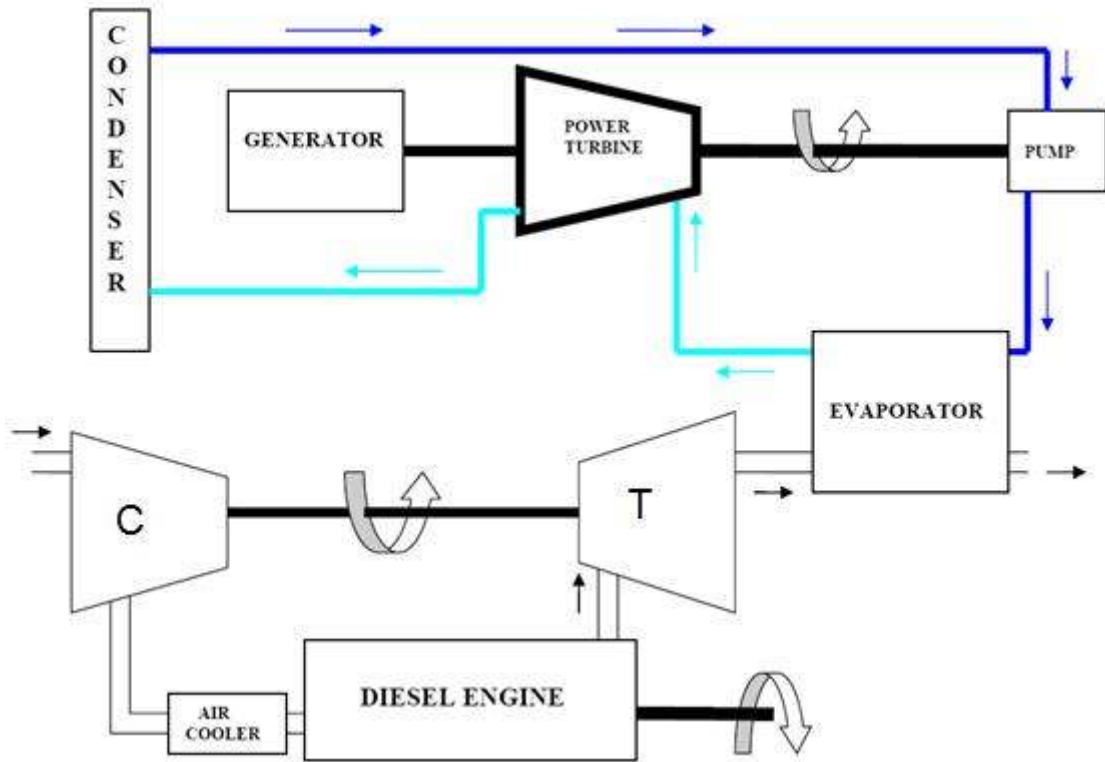 CONDENSER
GENERATOR
POWER
TURBINE
PUMP
EVAPORATOR
C
T
DIESEL ENGINE
AIR
COOLER